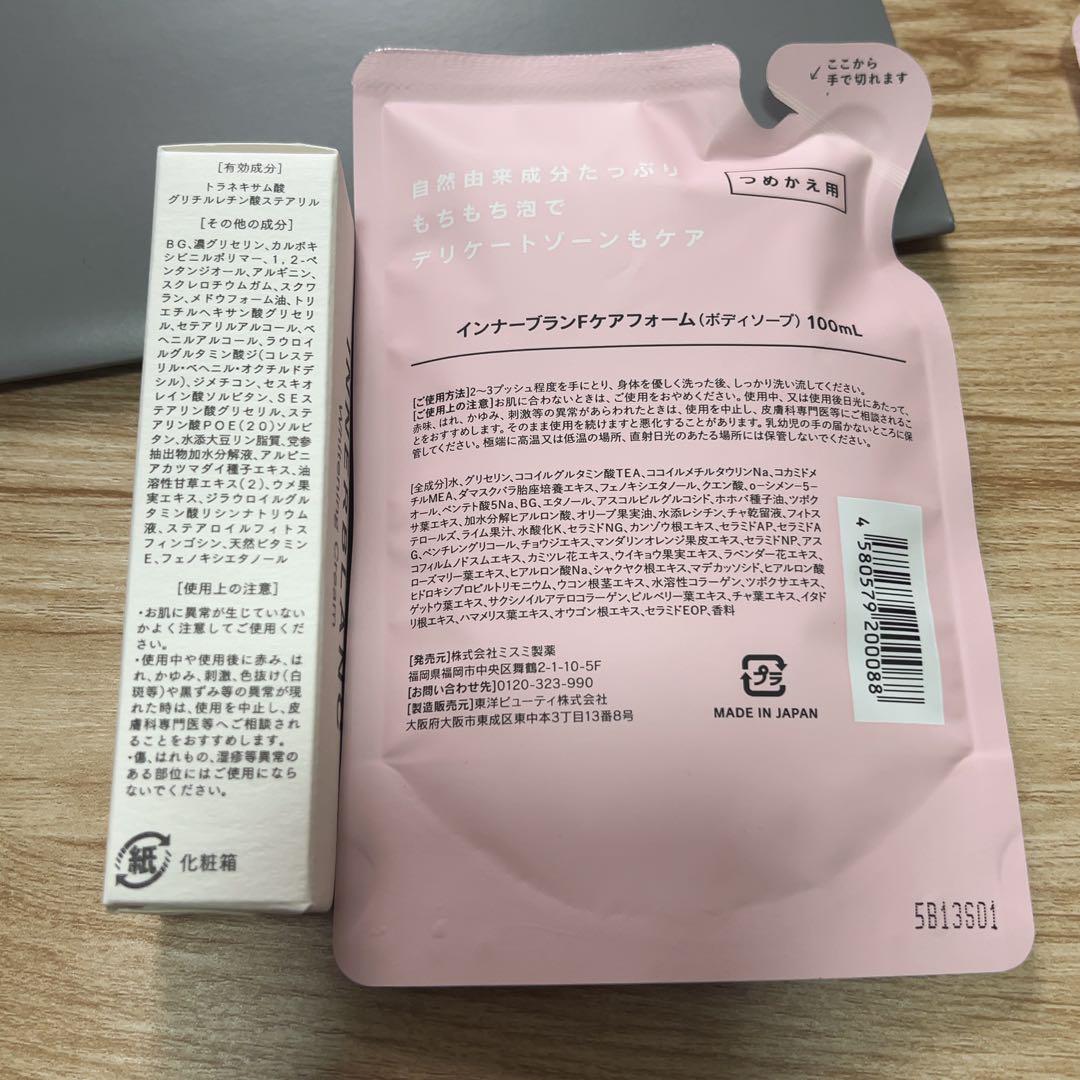 [有効成分]
トラネキサム酸
グリチルレチン酸ステアリル
[その他の成分]
BG、濃グリセリン、カルボキ
シビニルポリマー、1,2-ペ
ンタンジオール、アルギニン、
スクレロチウムガム、スクワ
ラン、メドウフォーム油、トリ
エチルヘキサン酸グリセリ
ル、セテアリルアルコール、ベ
ヘニルアルコール、ラウロイ
ルグルタミン酸ジ(コレステ
リル・ベヘニル・オクチルドデ
シル)、ジメチコン、セスキオ
レイン酸ソルビタン、SEス
テアリン酸グリセリル、ステ
アリン酸POE(20)ソルビ
タン、水添大豆リン脂質、党参
抽出物加水分解液、アルピニ
アカツマダイ種子エキス、油
溶性甘草エキス(2)、ウメ果
実エキス、ジラウロイルグル
タミン酸リシンナトリウム
液、ステアロイルフィトス
フィンゴシン、天然ビタミン
E、フェノキシエタノール
[使用上の注意]
・お肌に異常が生じていない
かよく注意してご使用くだ
さい。
・使用中や使用後に赤み、は
れ、かゆみ、刺激、色抜け(白
斑等)や黒ずみ等の異常が現
れた時は、使用を中止し、皮
膚科専門医等へご相談され
ることをおすすめします。
・傷、はれもの、湿疹等異常の
ある部位にはご使用になら
ないでください。
紙 化粧箱
Cream
ここから
手で切れます
自然由来成分たっぷり
もちもち泡で
デリケートゾーンもケア
つめかえ用
インナーブランFケアフォーム(ボディソープ) 100mL
[ご使用方法]2〜3プッシュ程度を手にとり、身体を優しく洗った後、しっかり洗い流してください。
[ご使用上の注意]お肌に合わないときは、ご使用をおやめください。使用中、又は使用後日光にあたって、
赤味、はれ、かゆみ、刺激等の異常があらわれたときは、使用を中止し、皮膚科専門医等にご相談されるこ
とをおすすめします。そのまま使用を続けますと悪化することがあります。乳幼児の手の届かないところに保
管してください。極端に高温又は低温の場所、直射日光のあたる場所には保管しないでください。
[全成分]水、グリセリン、ココイルグルタミン酸TEA、ココイルメチルタウリンNa、コカミドメ
チルMEA、ダマスクバラ胎座培養エキス、フェノキシエタノール、クエン酸、o-シメン-5-
オール、ペンテト酸5Na、BG、エタノール、アスコルビルグルコシド、ホホバ種子油、ツボク
サ葉エキス、加水分解ヒアルロン酸、オリーブ果実油、水添レシチン、チャ乾留液、フィトス
テロールズ、ライム果汁、水酸化K、セラミドNG、カンゾウ根エキス、セラミドAP、セラミドA
G、ペンチレングリコール、チョウジエキス、マンダリンオレンジ果皮エキス、セラミドNP、アス
コフィルムノドスムエキス、カミツレ花エキス、ウイキョウ果実エキス、ラベンダー花エキス、
ローズマリー葉エキス、ヒアルロン酸Na、シャクヤク根エキス、マデカッソシド、ヒアルロン酸
ヒドロキシプロピルトリモニウム、ウコン根茎エキス、水溶性コラーゲン、ツボクサエキス、
ゲットウ葉エキス、サクシノイルアテロコラーゲン、ビルベリー葉エキス、チャ葉エキス、イタド
リ根エキス、ハマメリス葉エキス、オウゴン根エキス、セラミドEOP、香料
[発売元]株式会社ミスミ製薬
福岡県福岡市中央区舞鶴2-1-10-5F
[お問い合わせ先]0120-323-990
[製造販売元]東洋ビューティ株式会社
大阪府大阪市東成区東中本3丁目13番8号
プラ
MADE IN JAPAN
4 580579 200088
5B13S01